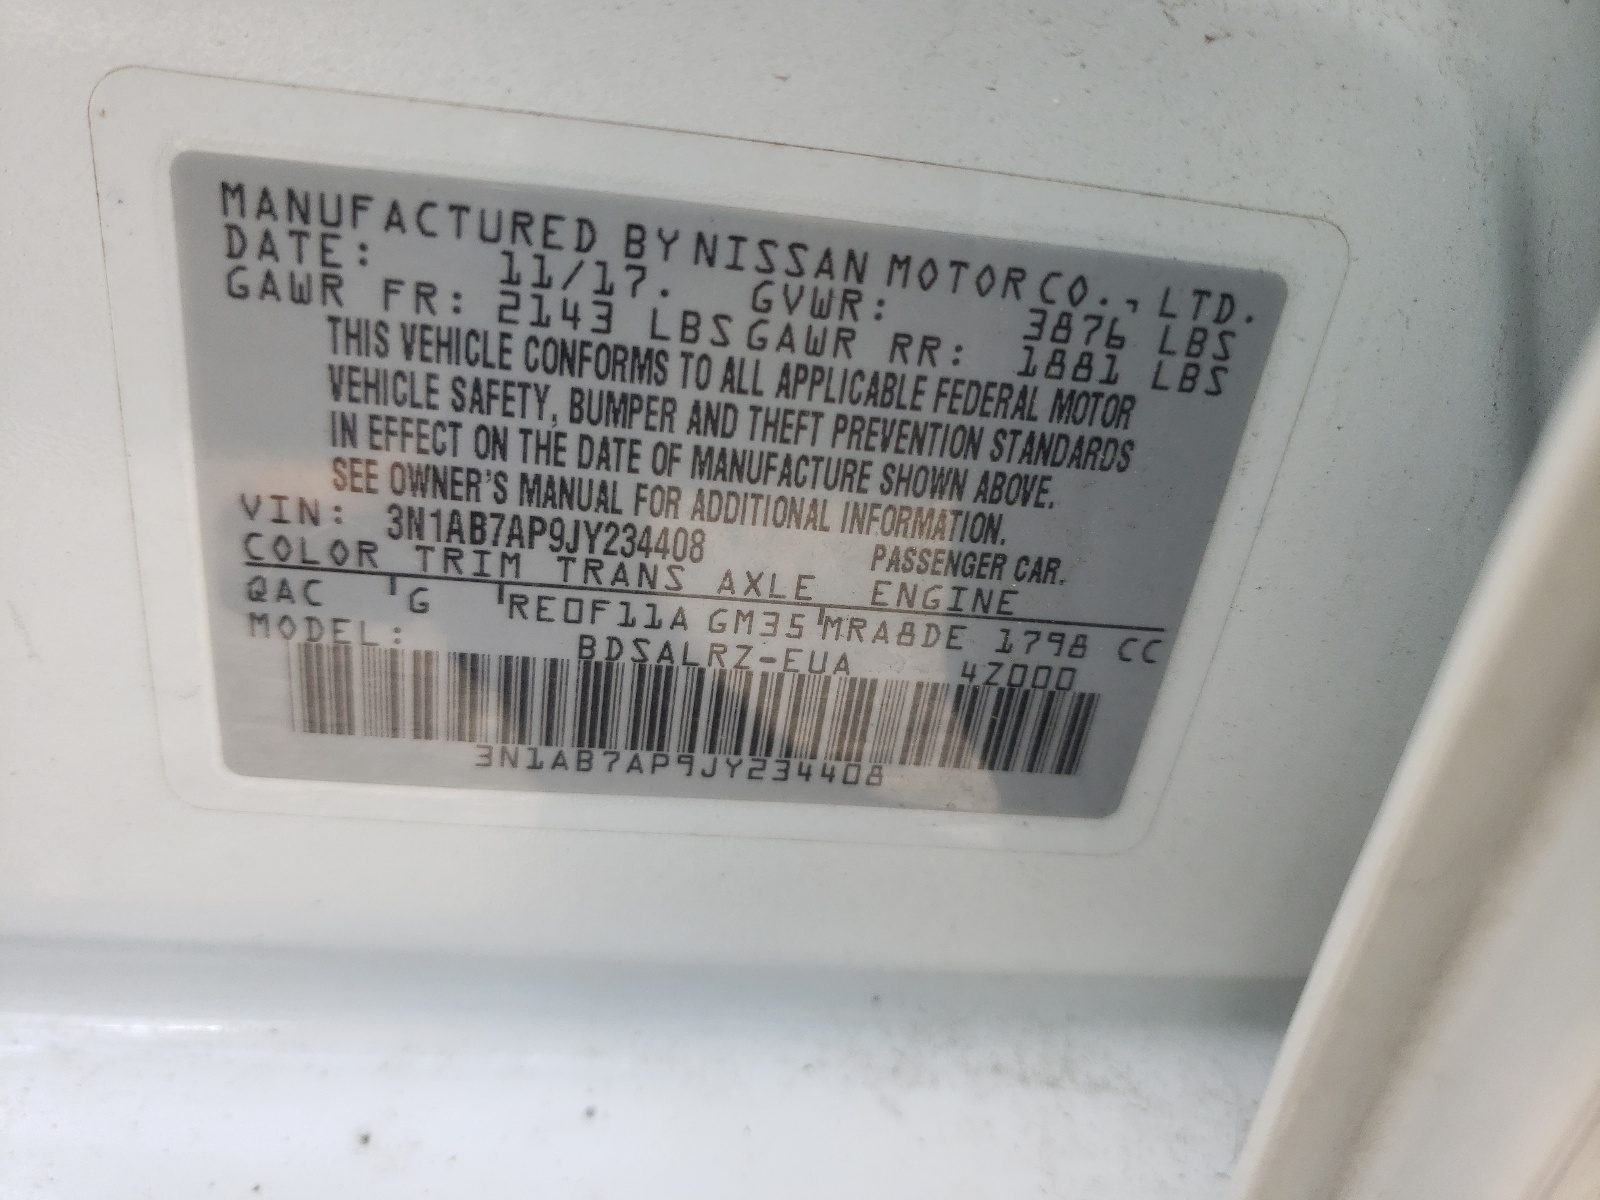 MANUFACTURED BY NISSAN MOTOR CO., LTD.
DATE: 11/17. GVWR: 3876 LBS
GAWR FR: 2143 LBS GAWR RR: 1881 LBS
THIS VEHICLE CONFORMS TO ALL APPLICABLE FEDERAL MOTOR
VEHICLE SAFETY, BUMPER AND THEFT PREVENTION STANDARDS
IN EFFECT ON THE DATE OF MANUFACTURE SHOWN ABOVE.
SEE OWNER'S MANUAL FOR ADDITIONAL INFORMATION.
VIN: 3N1AB7AP9JY234408 PASSENGER CAR.
COLOR TRIM TRANS AXLE ENGINE
QAC G RE0F11A GM35 MRA8DE 1798 CC
MODEL: BDSALRZ-EUA 4Z000
3N1AB7AP9JY234408